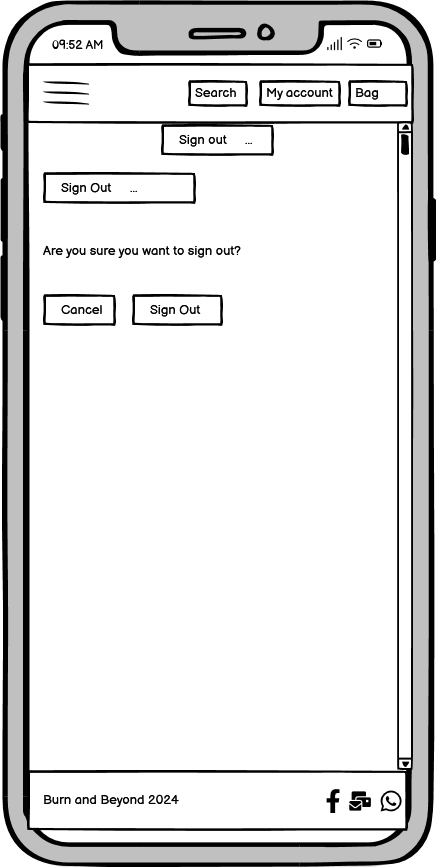 09:52 AM
Search My account Bag
Sign out ...
Sign Out ...
Are you sure you want to sign out?
Cancel Sign Out
Burn and Beyond 2024